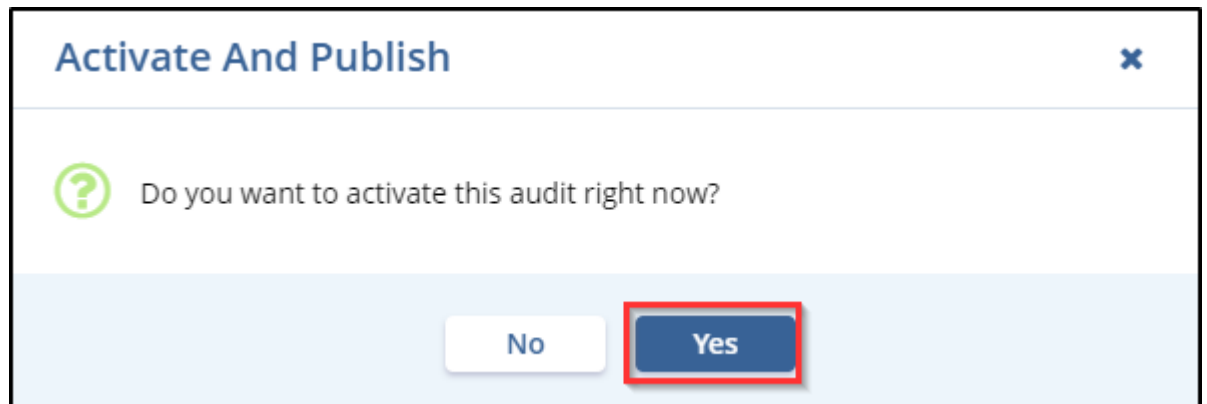 Activate And Publish
Do you want to activate this audit right now?
No
Yes